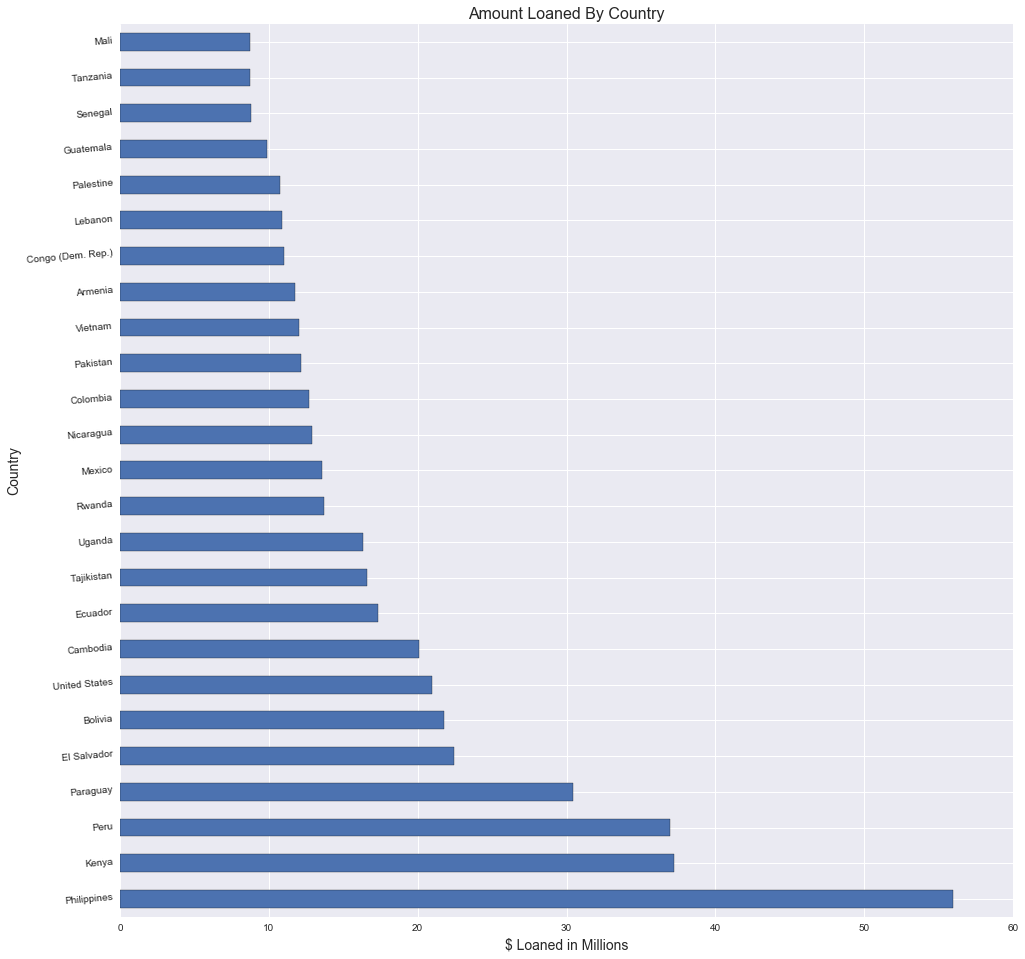 Amount Loaned By Country
Mali
Tanzania
Senegal
Guatemala
Palestine
Lebanon
Congo (Dem. Rep.)
Armenia
Vietnam
Pakistan
Colombia
Nicaragua
Mexico
Rwanda
Uganda
Tajikistan
Ecuador
Cambodia
United States
Bolivia
El Salvador
Paraguay
Peru
Kenya
Philippines
Country
0 10 20 30 40 50 60
$ Loaned in Millions